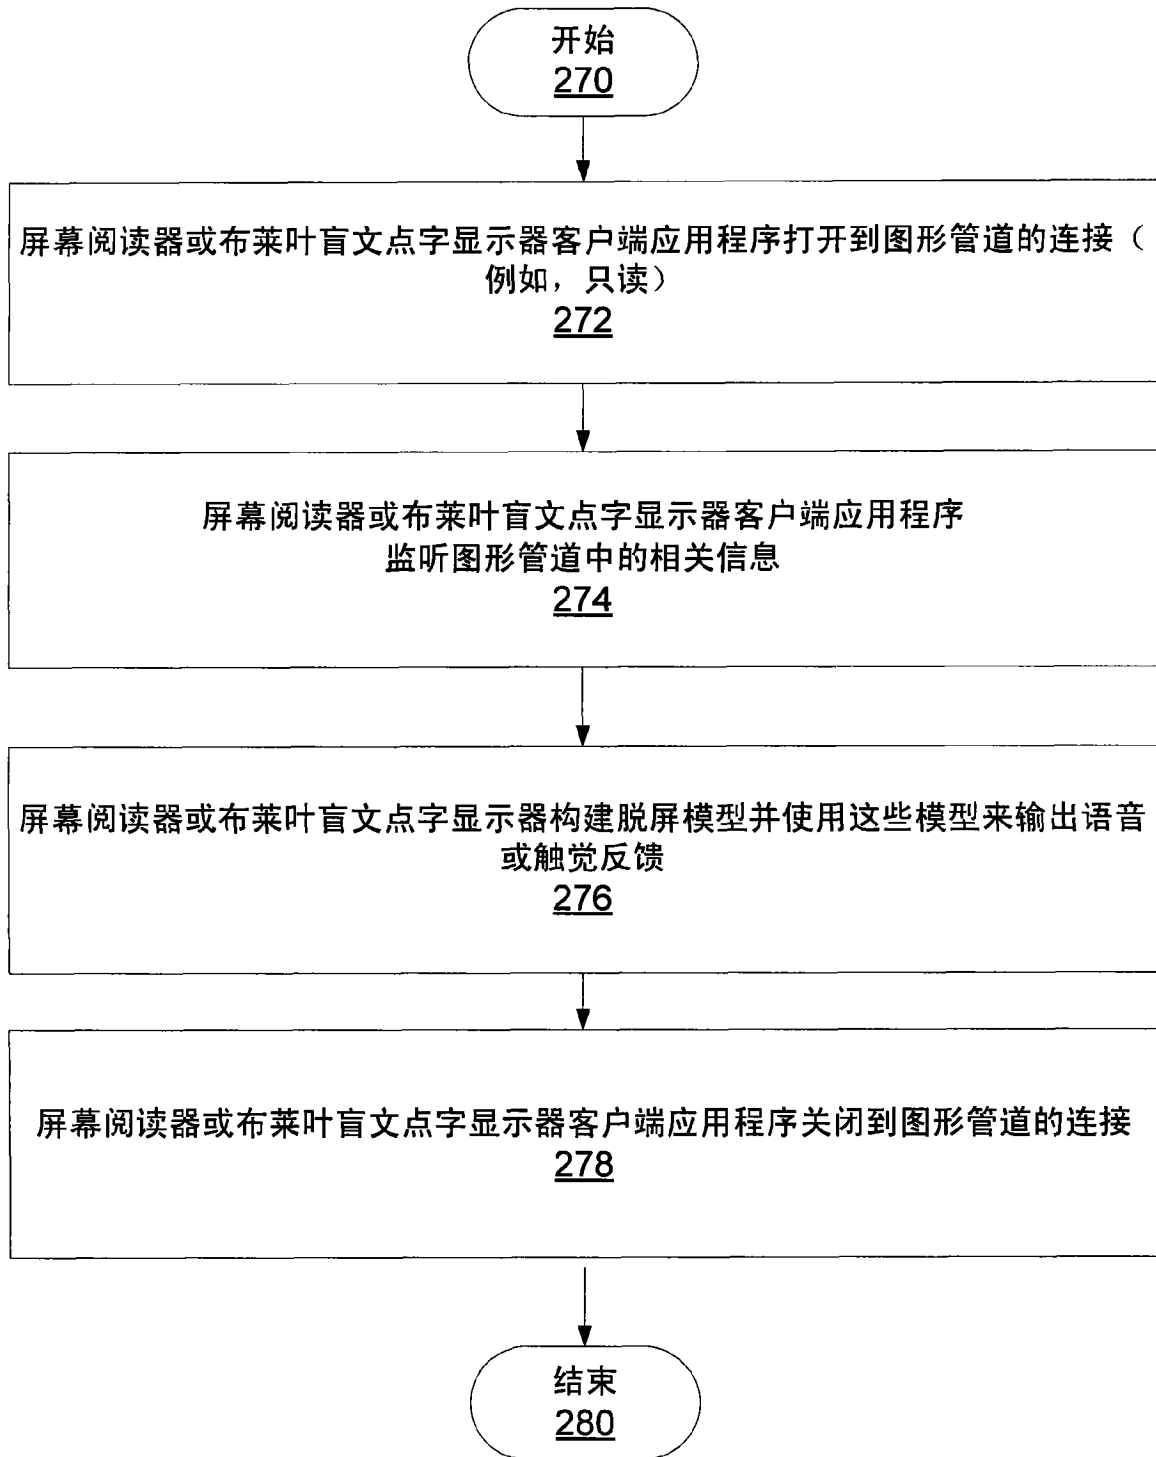 开始
270
屏幕阅读器或布莱叶盲文点字显示器客户端应用程序打开到图形管道的连接（
例如，只读）
272
屏幕阅读器或布莱叶盲文点字显示器客户端应用程序
监听图形管道中的相关信息
274
屏幕阅读器或布莱叶盲文点字显示器构建脱屏模型并使用这些模型来输出语音
或触觉反馈
276
屏幕阅读器或布莱叶盲文点字显示器客户端应用程序关闭到图形管道的连接
278
结束
280